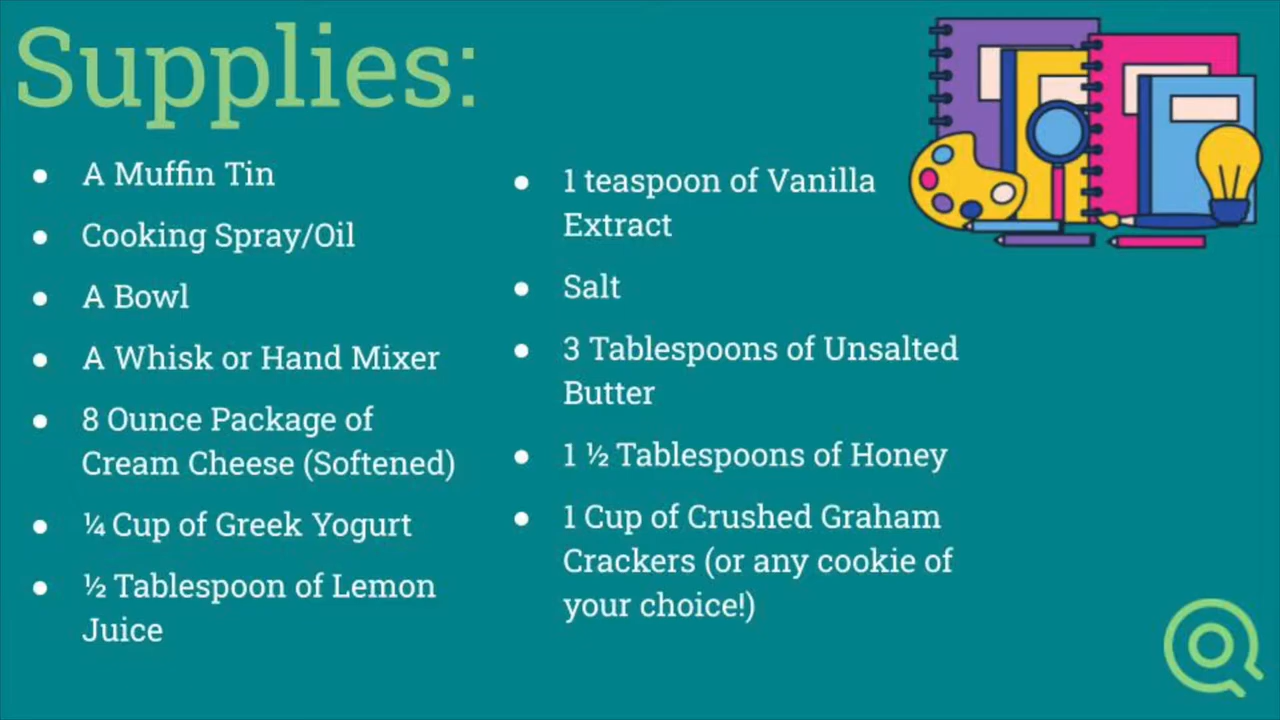 Supplies:
● A Muffin Tin
● Cooking Spray/Oil
● A Bowl
● A Whisk or Hand Mixer
● 8 Ounce Package of
Cream Cheese (Softened)
● ¼ Cup of Greek Yogurt
● ½ Tablespoon of Lemon
Juice
● 1 teaspoon of Vanilla
Extract
● Salt
● 3 Tablespoons of Unsalted
Butter
● 1 ½ Tablespoons of Honey
● 1 Cup of Crushed Graham
Crackers (or any cookie of
your choice!)